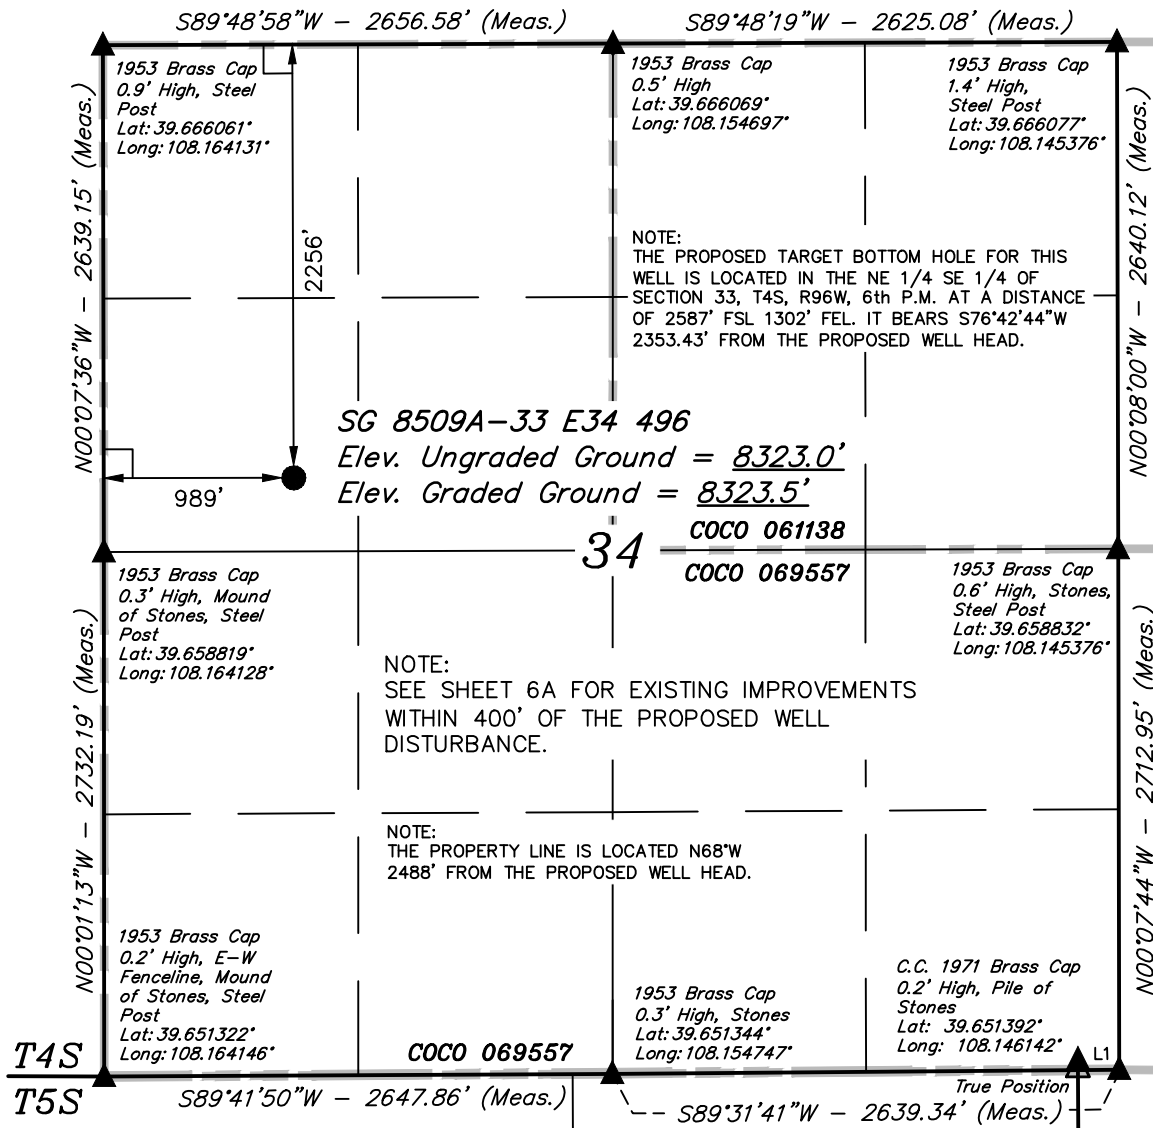 S89°48'58"W - 2656.58' (Meas.)
S89°48'19"W - 2625.08' (Meas.)
1953 Brass Cap
0.9' High, Steel
Post
Lat: 39.666061°
Long: 108.164131°
1953 Brass Cap
0.5' High
Lat: 39.666069°
Long: 108.154697°
1953 Brass Cap
1.4' High,
Steel Post
Lat: 39.666077°
Long: 108.145376°
N00°07'36"W - 2639.15' (Meas.)
2256'
N00°08'00"W - 2640.12' (Meas.)
NOTE:
THE PROPOSED TARGET BOTTOM HOLE FOR THIS
WELL IS LOCATED IN THE NE 1/4 SE 1/4 OF
SECTION 33, T4S, R96W, 6th P.M. AT A DISTANCE
OF 2587' FSL 1302' FEL. IT BEARS S76°42'44"W
2353.43' FROM THE PROPOSED WELL HEAD.
SG 8509A-33 E34 496
Elev. Ungraded Ground = 8323.0'
Elev. Graded Ground = 8323.5'
989'
COCO 061138
34
COCO 069557
1953 Brass Cap
0.3' High, Mound
of Stones, Steel
Post
Lat: 39.658819°
Long: 108.164128°
1953 Brass Cap
0.6' High, Stones,
Steel Post
Lat: 39.658832°
Long: 108.145376°
NOTE:
SEE SHEET 6A FOR EXISTING IMPROVEMENTS
WITHIN 400' OF THE PROPOSED WELL
DISTURBANCE.
N00°01'13"W - 2732.19' (Meas.)
N00°07'44"W - 2712.95' (Meas.)
NOTE:
THE PROPERTY LINE IS LOCATED N68°W
2488' FROM THE PROPOSED WELL HEAD.
1953 Brass Cap
0.2' High, E-W
Fenceline, Mound
of Stones, Steel
Post
Lat: 39.651322°
Long: 108.164146°
1953 Brass Cap
0.3' High, Stones
Lat: 39.651344°
Long: 108.154747°
C.C. 1971 Brass Cap
0.2' High, Pile of
Stones
Lat: 39.651392°
Long: 108.146142°
L1
T4S
COCO 069557
T5S
True Position
S89°41'50"W - 2647.86' (Meas.)
S89°31'41"W - 2639.34' (Meas.)